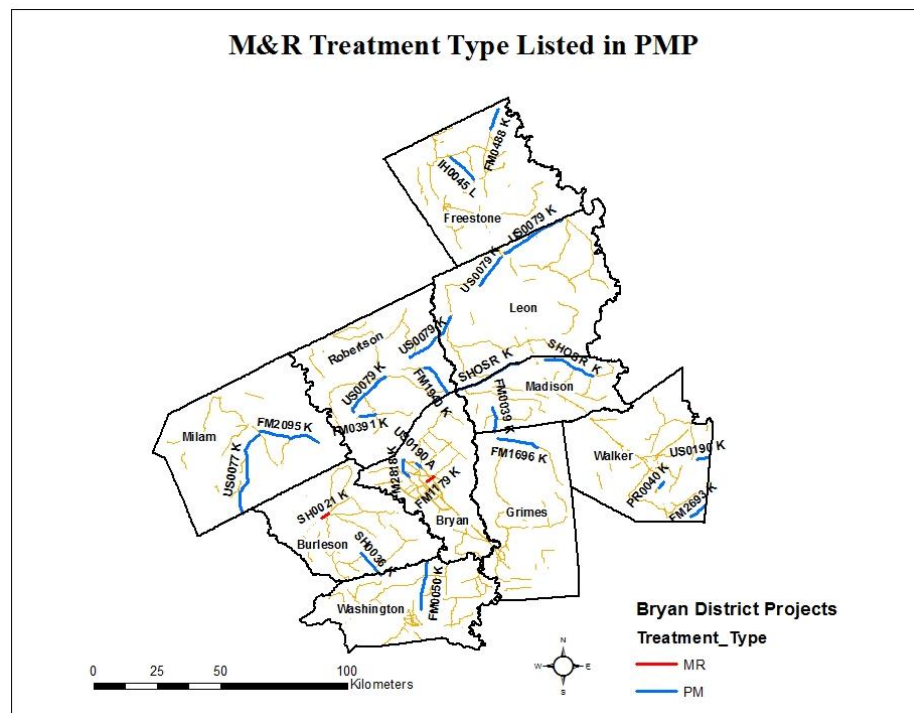 M&R Treatment Type Listed in PMP
FM0488 K
IH0045 L
Freestone
US0079 K
US0079 K
Leon
US0079 K
Robertson
SHOSR K
SHOSR K
Madison
US0079 K
FM1940 K
FM0039 K
FM0391 K
Milam
FM2095 K
US0077 K
US0190 A
FM2818 K
FM1179 K
FM1696 K
Walker
US0190 K
PR0040 K
FM2693 K
SH0021 K
Bryan
Grimes
Burleson
SH0036 K
Washington
FM0050 K
Bryan District Projects
Treatment_Type
MR
PM
N
W
E
S
0 25 50 100
Kilometers